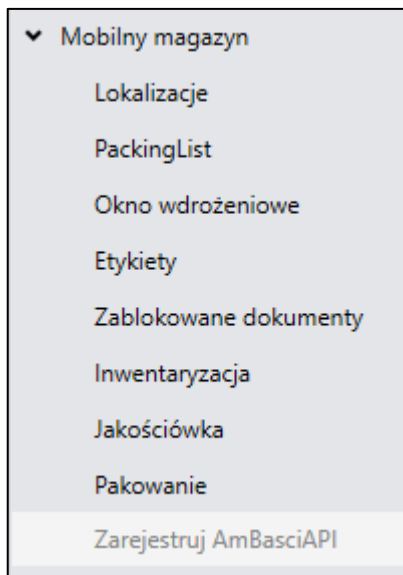 Mobilny magazyn
Lokalizacje
PackingList
Okno wdrożeniowe
Etykiety
Zablokowane dokumenty
Inwentaryzacja
Jakościówka
Pakowanie
Zarejestruj AmBasciAPI